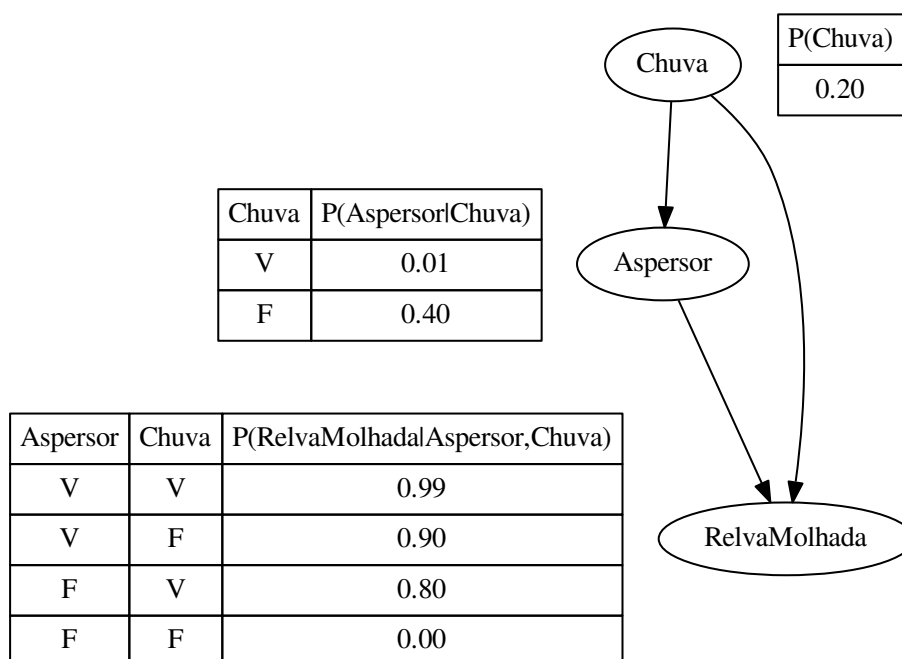 Chuva
P(Chuva)
0.20
Chuva P(Aspersor|Chuva)
V 0.01
F 0.40
Aspersor
Aspersor Chuva P(RelvaMolhada|Aspersor,Chuva)
V V 0.99
V F 0.90
F V 0.80
F F 0.00
RelvaMolhada